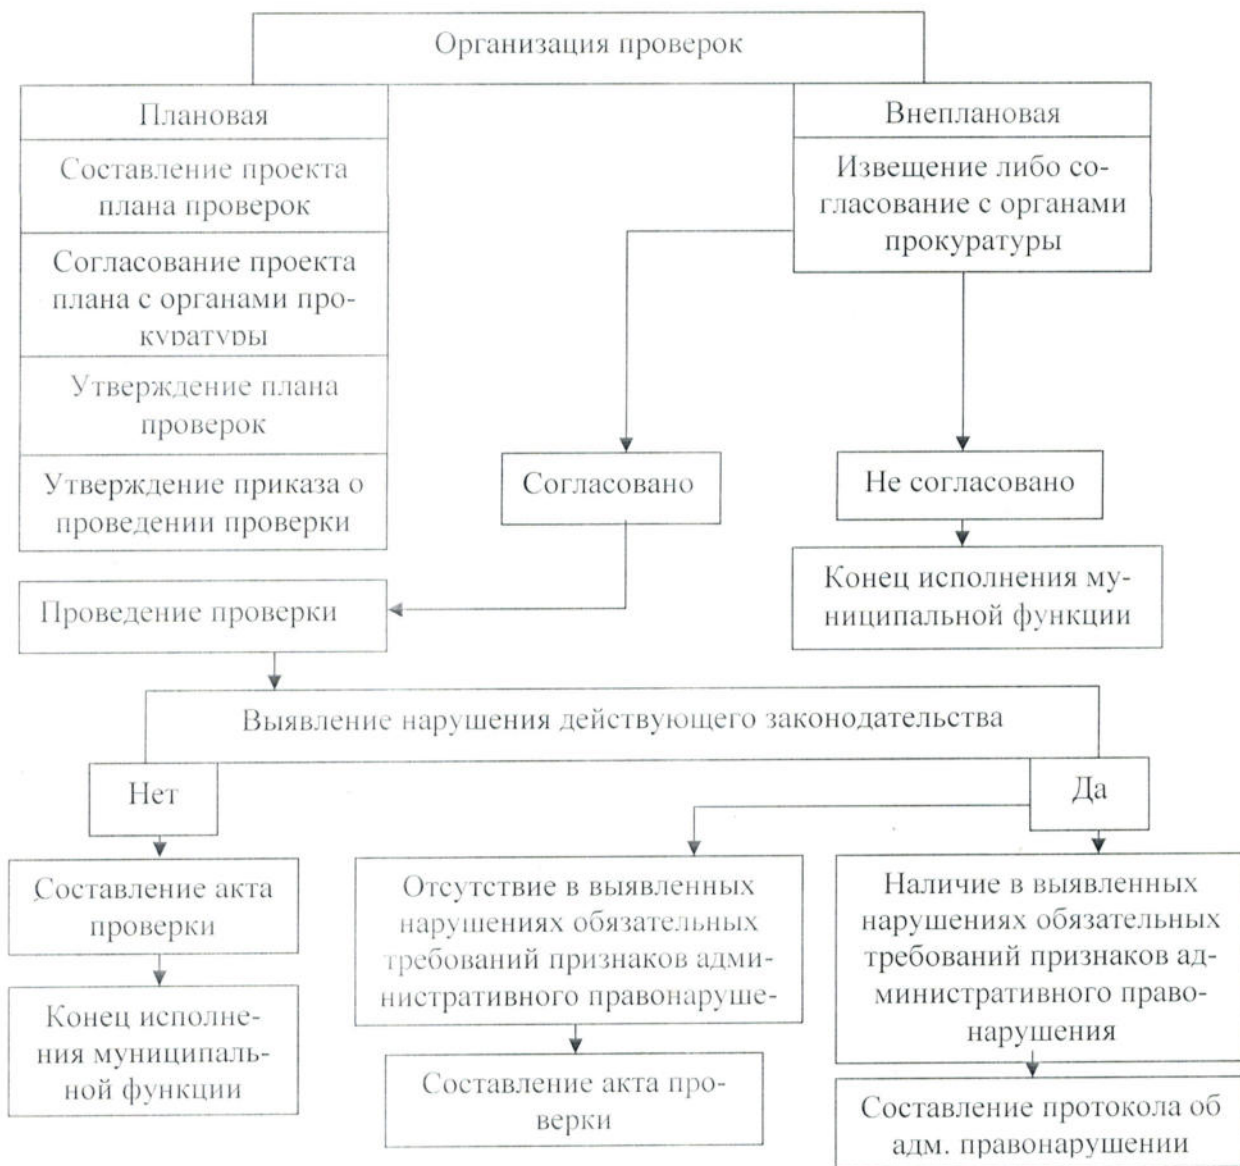 Организация проверок
Плановая
Составление проекта
плана проверок
Согласование проекта
плана с органами про-
куратуры
Утверждение плана
проверок
Утверждение приказа о
проведении проверки
Внеплановая
Извещение либо со-
гласование с органами
прокуратуры
Согласовано
Не согласовано
Конец исполнения му-
ниципальной функции
Проведение проверки
Выявление нарушения действующего законодательства
Нет
Да
Составление акта
проверки
Конец исполне-
ния муниципаль-
ной функции
Отсутствие в выявленных
нарушениях обязательных
требований признаков адми-
нистративного правонаруше-
Составление акта про-
верки
Наличие в выявленных
нарушениях обязательных
требований признаков ад-
министративного право-
нарушения
Составление протокола об
адм. правонарушении